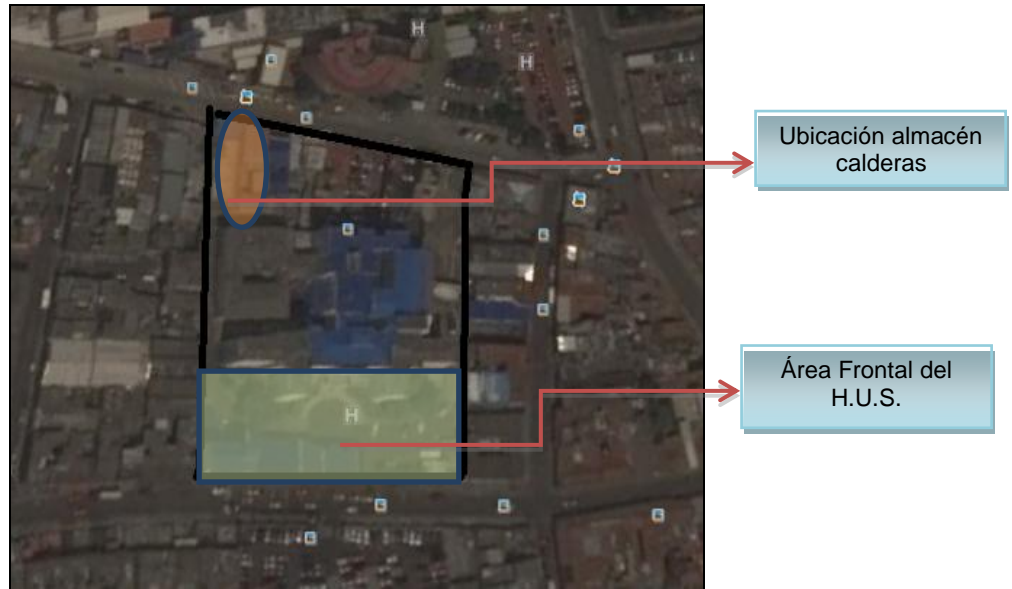 H
H
Ubicación almacén
calderas
Área Frontal del
H.U.S.
H